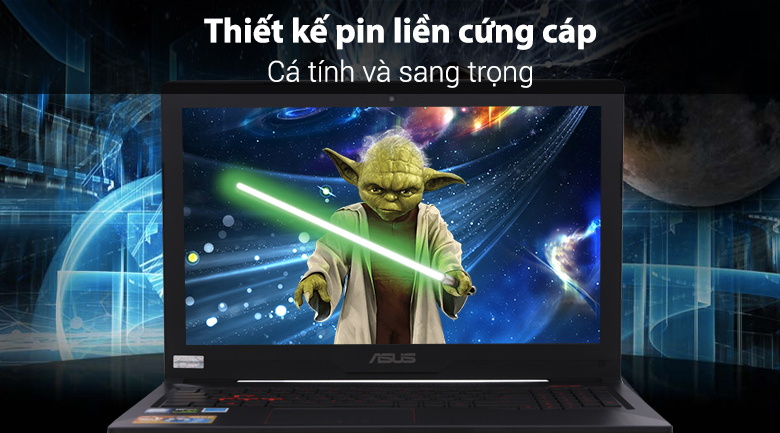 Thiết kế pin liền cứng cáp
Cá tính và sang trọng
ASUS